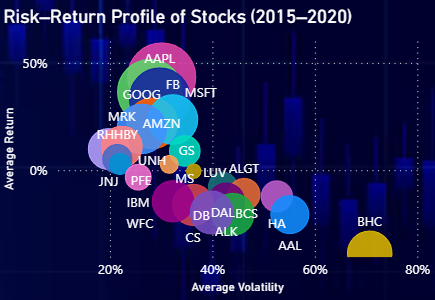 Risk–Return Profile of Stocks (2015–2020)
Average Return
50%
0%
AAPL
FB
MSFT
GOOG
MRK
AMZN
RHHBY
GS
UNH
JNJ
PFE
MS
LUV
ALGT
IBM
WFC
DB
DAL
BCS
CS
ALK
HA
AAL
BHC
20%
40%
60%
80%
Average Volatility